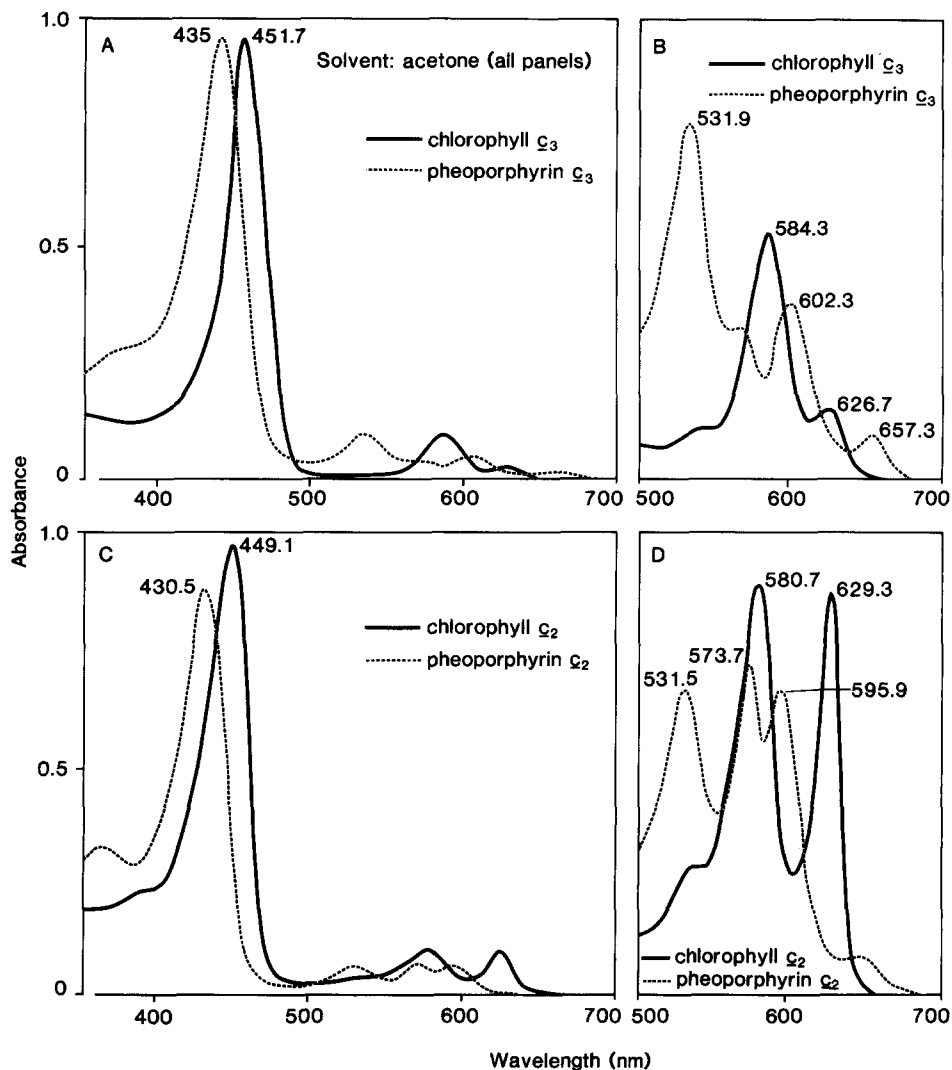 1.0
A
435
451.7
Solvent: acetone (all panels)
chlorophyll c3
pheoporphyrin c3
0.5
0
400
500
600
700
B
chlorophyll c3
pheoporphyrin c3
531.9
584.3
602.3
626.7
657.3
500
600
700
Absorbance
1.0
C
449.1
430.5
chlorophyll c2
pheoporphyrin c2
0.5
0
400
500
600
700
D
580.7
629.3
573.7
531.5
595.9
chlorophyll c2
pheoporphyrin c2
500
600
700
Wavelength (nm)